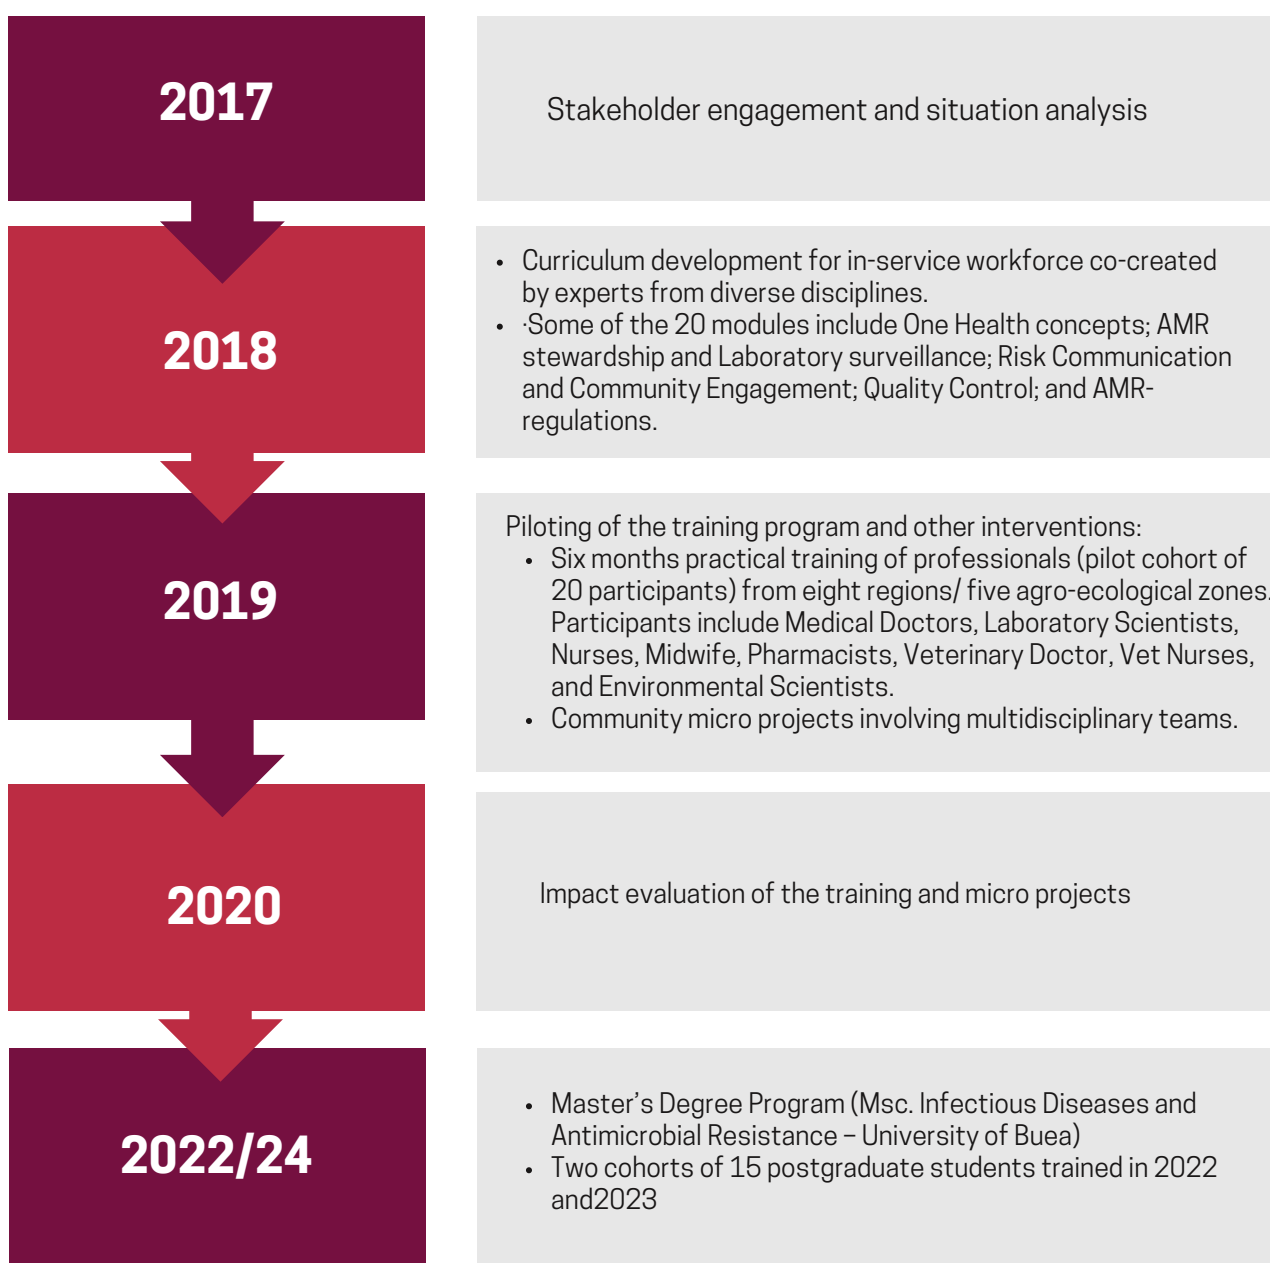 2017
Stakeholder engagement and situation analysis
2018
• Curriculum development for in-service workforce co-created
by experts from diverse disciplines.
• ·Some of the 20 modules include One Health concepts; AMR
stewardship and Laboratory surveillance; Risk Communication
and Community Engagement; Quality Control; and AMR-
regulations.
2019
Piloting of the training program and other interventions:
• Six months practical training of professionals (pilot cohort of
20 participants) from eight regions/ five agro-ecological zones.
Participants include Medical Doctors, Laboratory Scientists,
Nurses, Midwife, Pharmacists, Veterinary Doctor, Vet Nurses,
and Environmental Scientists.
• Community micro projects involving multidisciplinary teams.
2020
Impact evaluation of the training and micro projects
2022/24
• Master’s Degree Program (Msc. Infectious Diseases and
Antimicrobial Resistance – University of Buea)
• Two cohorts of 15 postgraduate students trained in 2022
and2023